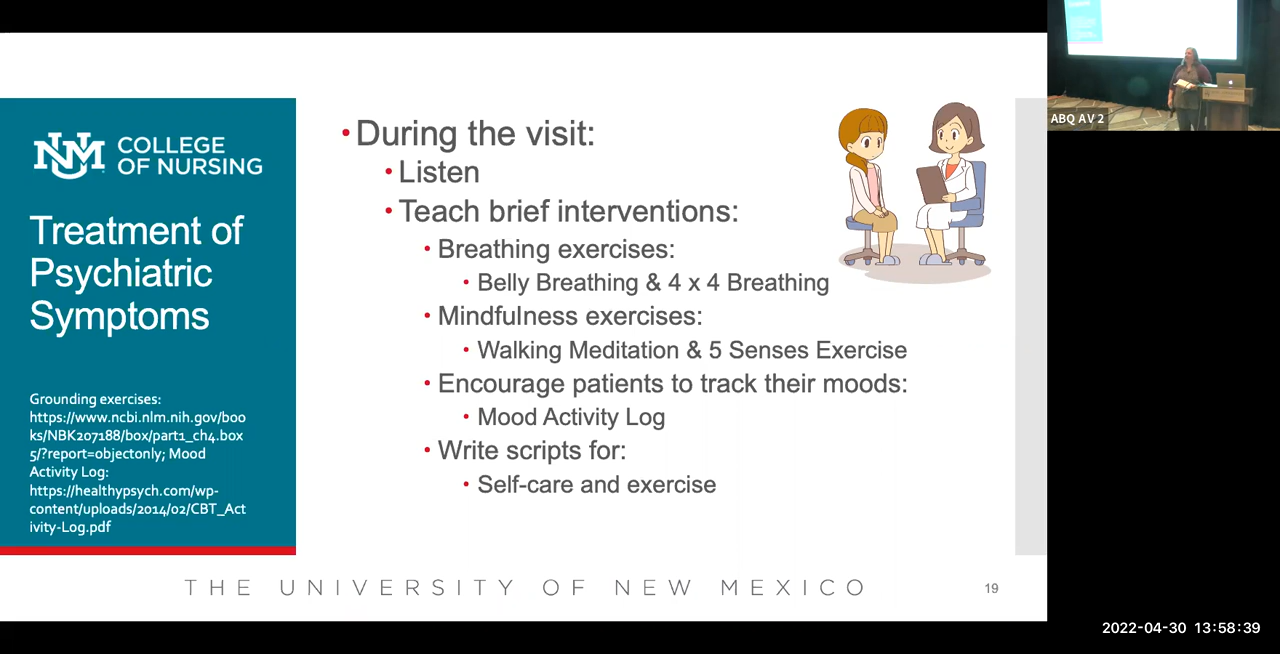 UNM COLLEGE
OF NURSING
Treatment of
Psychiatric
Symptoms
Grounding exercises:
https://www.ncbi.nlm.nih.gov/boo
ks/NBK207188/box/part1_ch4.box
5/?report=objectonly; Mood
Activity Log:
https://healthypsych.com/wp-
content/uploads/2014/02/CBT_Act
ivity-Log.pdf
• During the visit:
• Listen
• Teach brief interventions:
• Breathing exercises:
• Belly Breathing & 4 x 4 Breathing
• Mindfulness exercises:
• Walking Meditation & 5 Senses Exercise
• Encourage patients to track their moods:
• Mood Activity Log
• Write scripts for:
• Self-care and exercise
THE UNIVERSITY OF NEW MEXICO
19
ABQ AV 2
2022-04-30 13:58:39